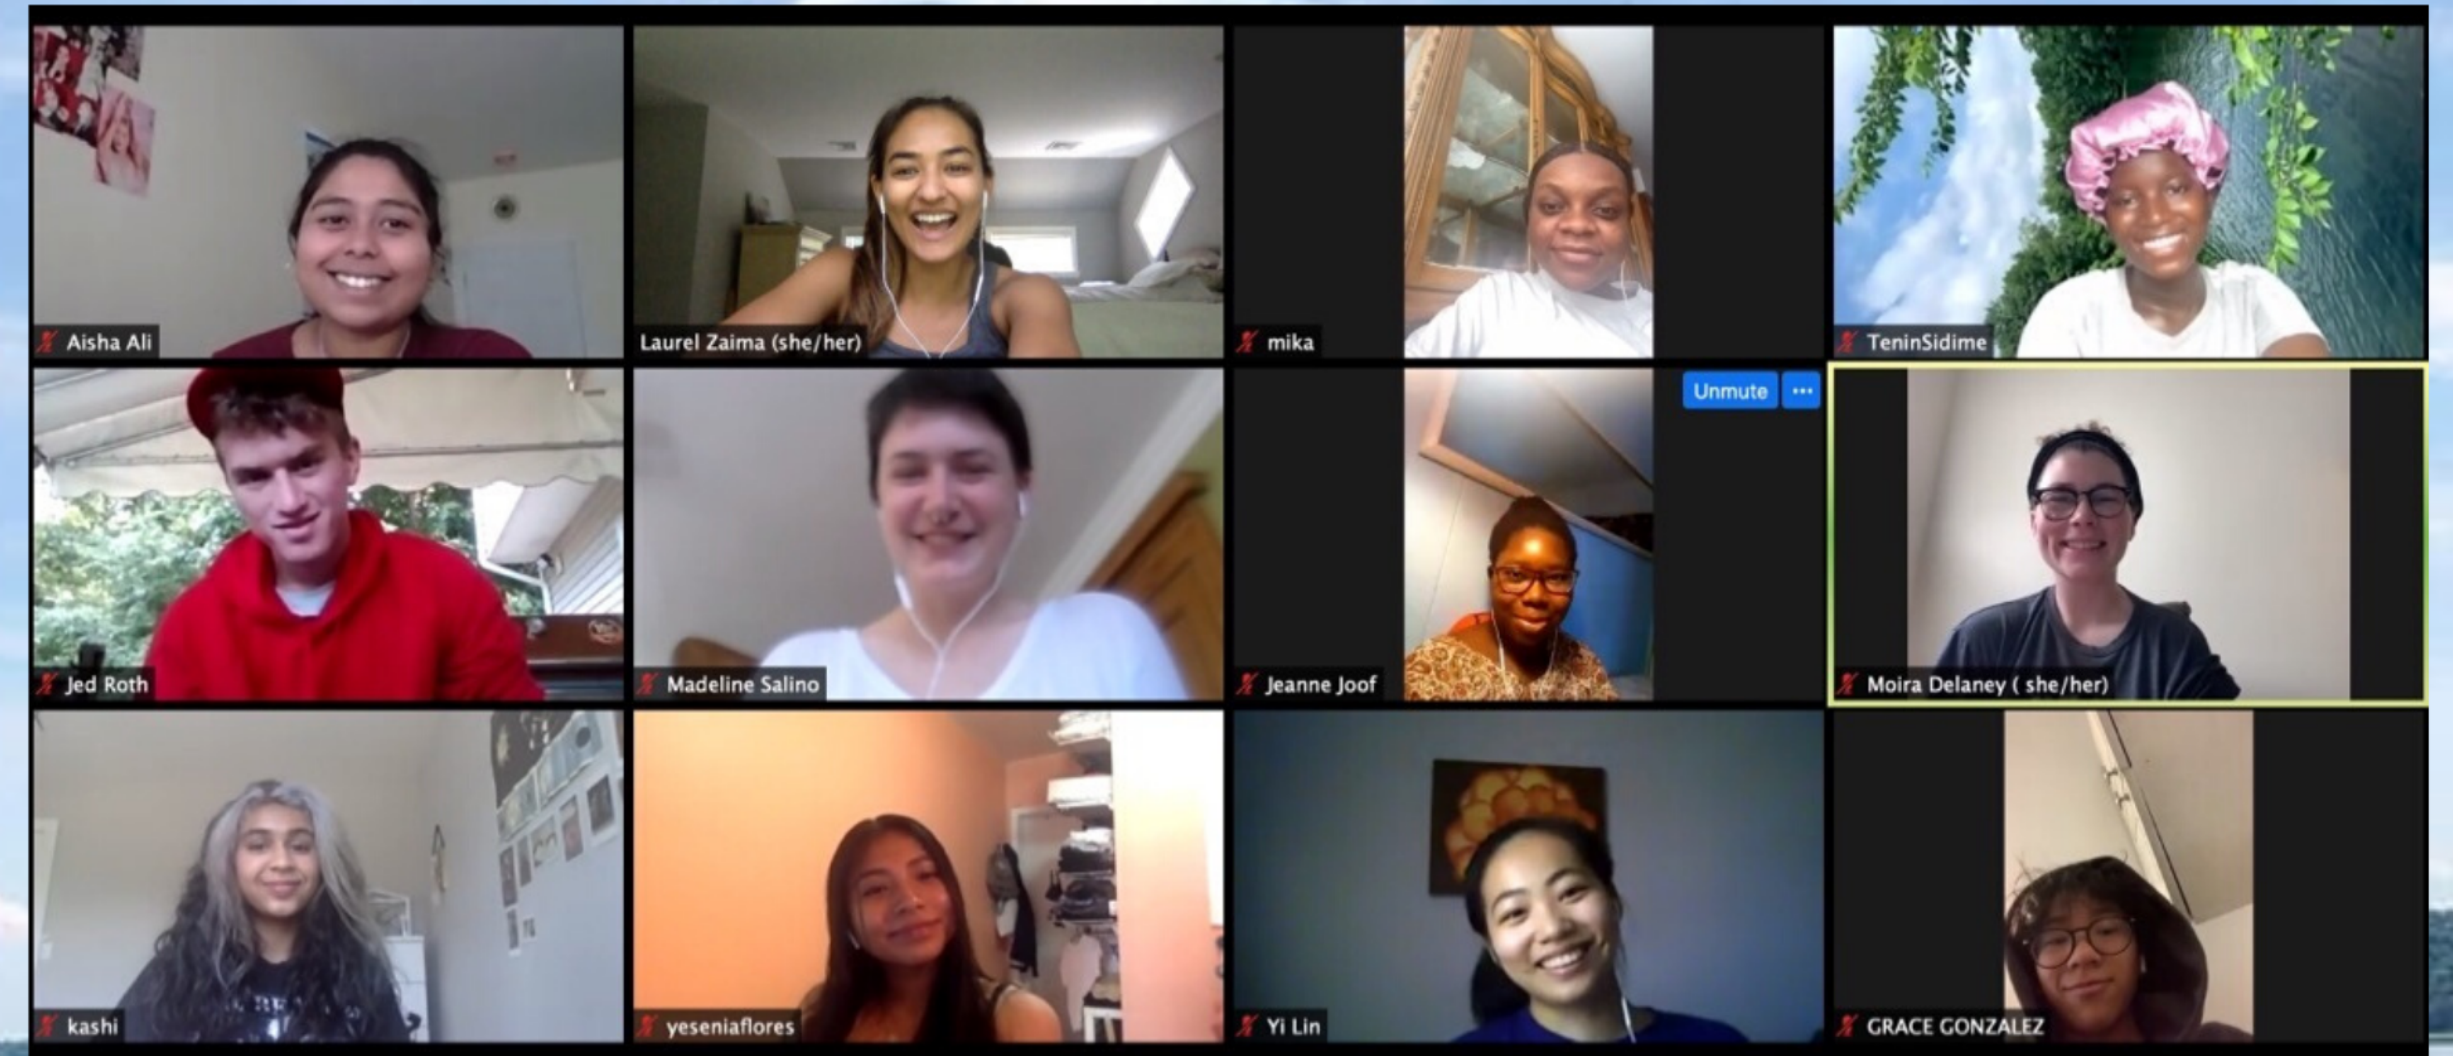 Aisha Ali
Laurel Zaima (she/her)
mika
TeninSidime
Unmute
Jed Roth
Madeline Salino
Jeanne Joof
Moira Delaney ( she/her)
kashi
yeseniaflores
Yi Lin
GRACE GONZALEZ